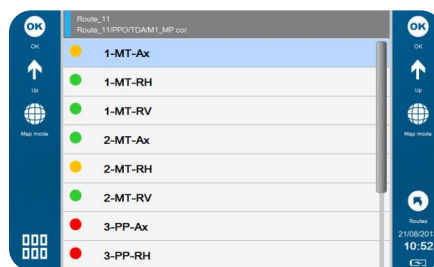 OK
OK
Up
Map mode
Route_11
Route_11/PPO/TDA/M1_MP cor
1-MT-Ax
1-MT-RH
1-MT-RV
2-MT-Ax
2-MT-RH
2-MT-RV
3-PP-Ax
3-PP-RH
OK
OK
Up
Map mode
Routes
10:52